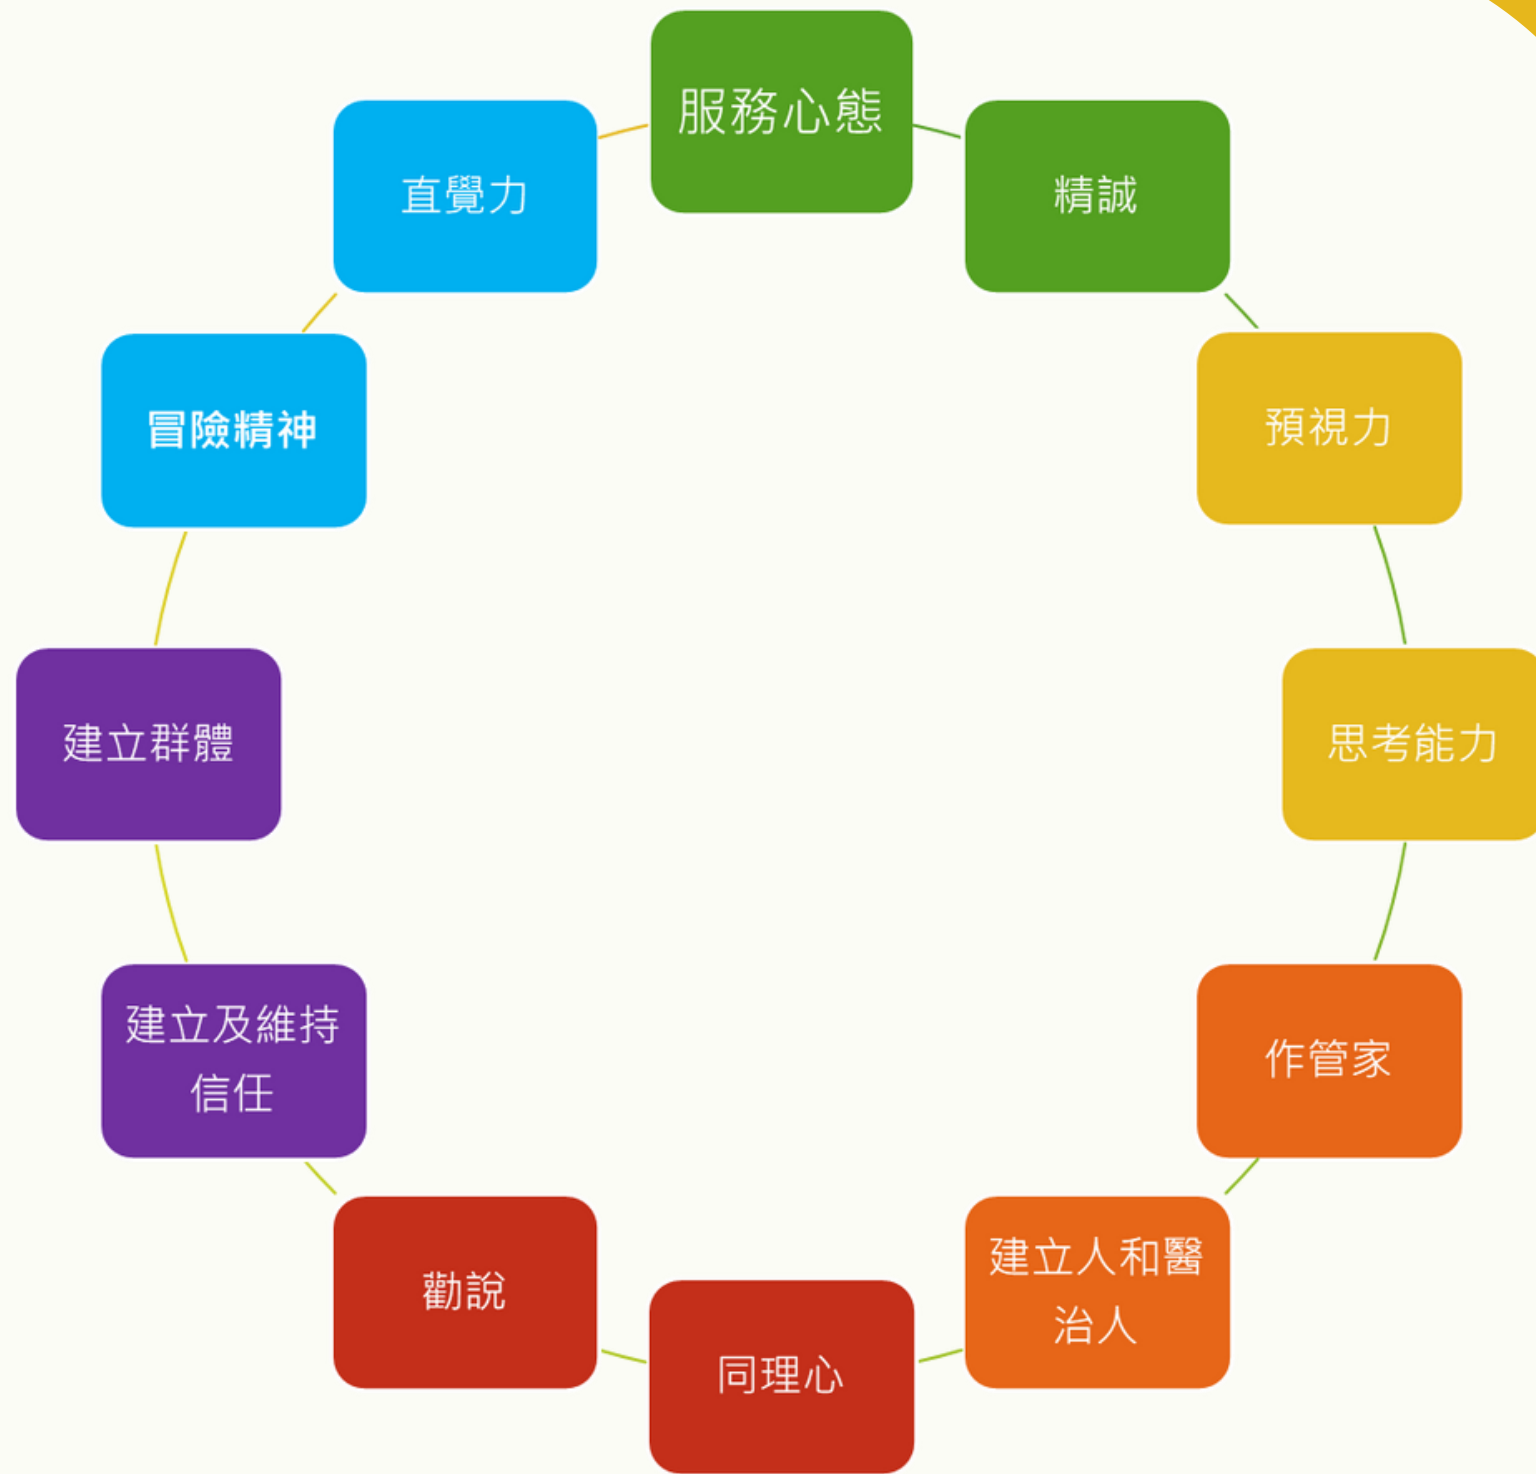 服務心態
精誠
預視力
思考能力
作管家
建立人和醫
治人
同理心
勸說
建立及維持
信任
建立群體
冒險精神
直覺力